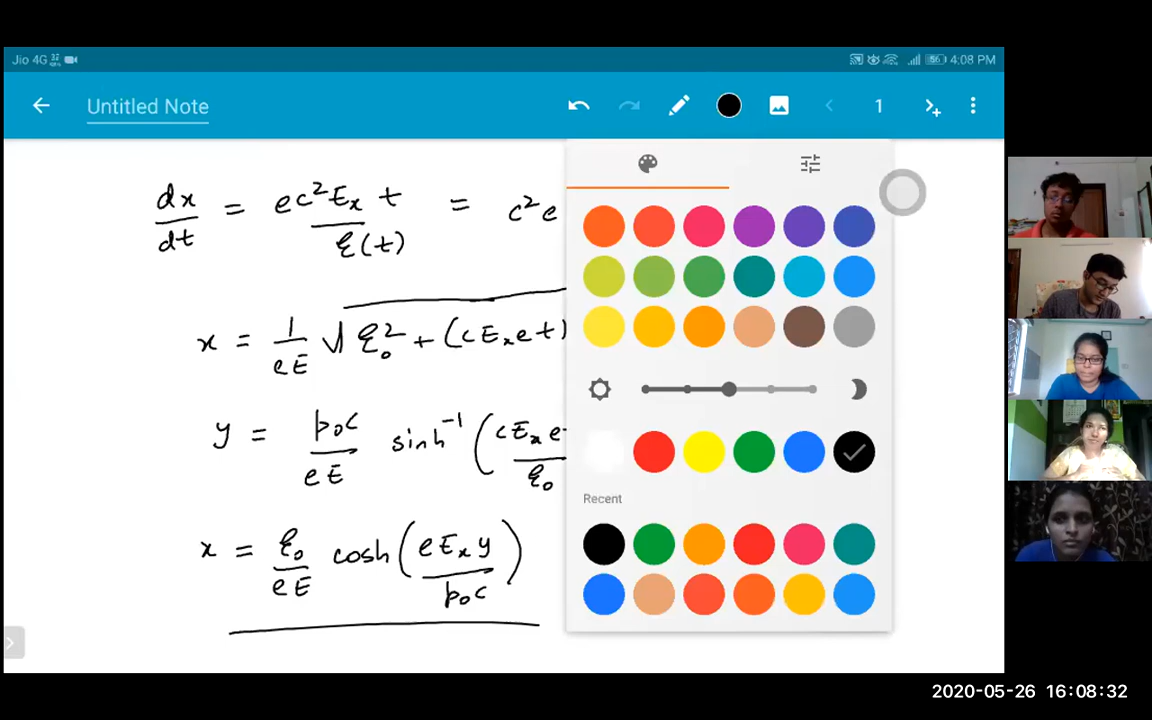 Jio 4G 4:08 PM
Untitled Note 1
dx/dt = ec²Eₓt/ℰ(t) = c²e
x = 1/eE √ℰ₀² + (cEₓet)
y = p₀c/eE sinh⁻¹(cEₓe/ℰ₀
x = ℰ₀/eE cosh(eEₓy/p₀c)
Recent
2020-05-26 16:08:32